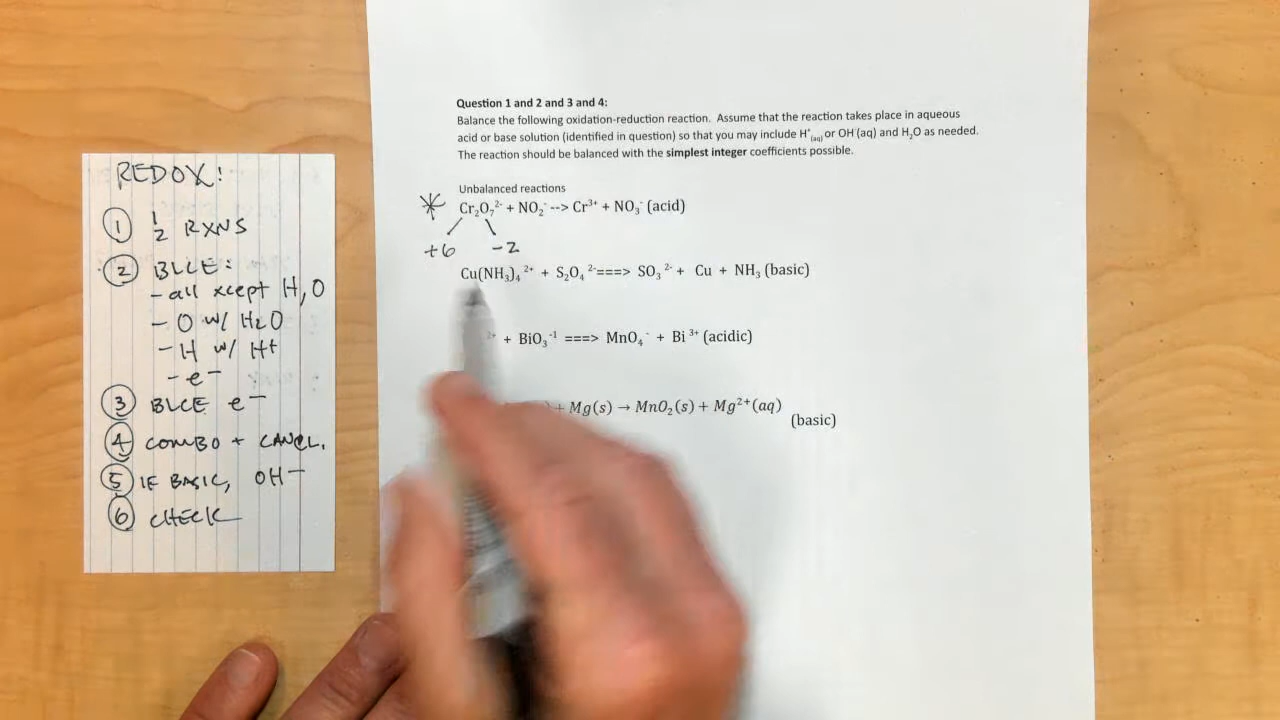 REDOX!
① ½ RXNS
② BLCE:
- all xcept H, O
- O w/ H2O
- H w/ H+
- e⁻
③ BLCE e⁻
④ COMBO + CANCL.
⑤ IF BASIC, OH⁻
⑥ CHECK
Question 1 and 2 and 3 and 4:
Balance the following oxidation-reduction reaction. Assume that the reaction takes place in aqueous
acid or base solution (identified in question) so that you may include H⁺(aq) or OH⁻(aq) and H₂O as needed.
The reaction should be balanced with the simplest integer coefficients possible.
Unbalanced reactions
* Cr₂O₇²⁻ + NO₂⁻ --> Cr³⁺ + NO₃⁻ (acid)
+6 -2
Cu(NH₃)₄ ²⁺ + S₂O₄ ²⁻===> SO₃ ²⁻ + Cu + NH₃ (basic)
²⁺ + BiO₃⁻¹ ===> MnO₄⁻ + Bi ³⁺ (acidic)
) + Mg(s) → MnO₂(s) + Mg²⁺(aq)
(basic)